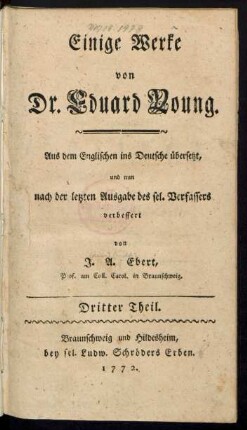 Einige Werke
von
Dr. Eduard Young.
Aus dem Englischen ins Deutsche übersetzt,
und nun
nach der letzten Ausgabe des sel. Verfassers
verbessert
von
J. A. Ebert,
Prof. am Coll. Carol. in Braunschweig.
Dritter Theil.
Braunschweig und Hildesheim,
bey sel. Ludw. Schröders Erben.
1772.